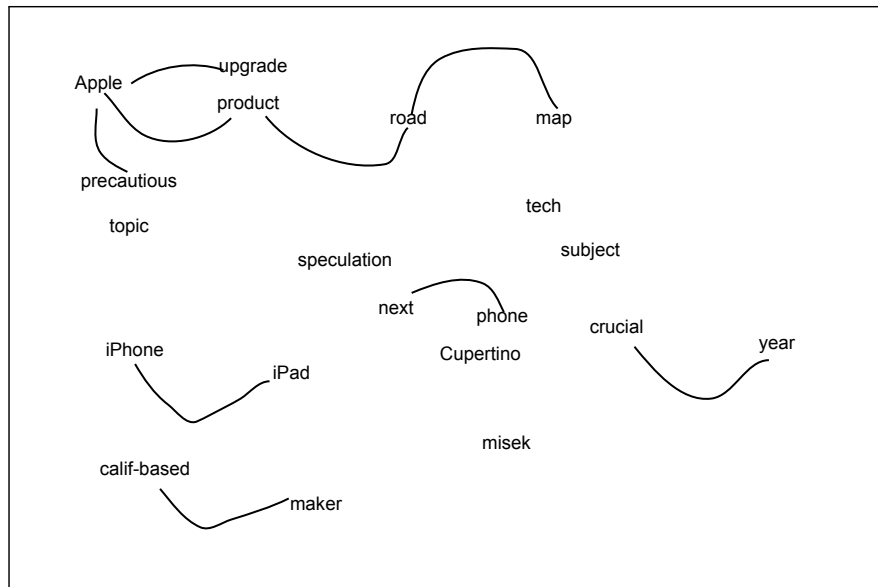 upgrade
Apple
product
road
map
precautious
tech
topic
subject
speculation
next
phone
crucial
year
iPhone
Cupertino
iPad
misek
calif-based
maker